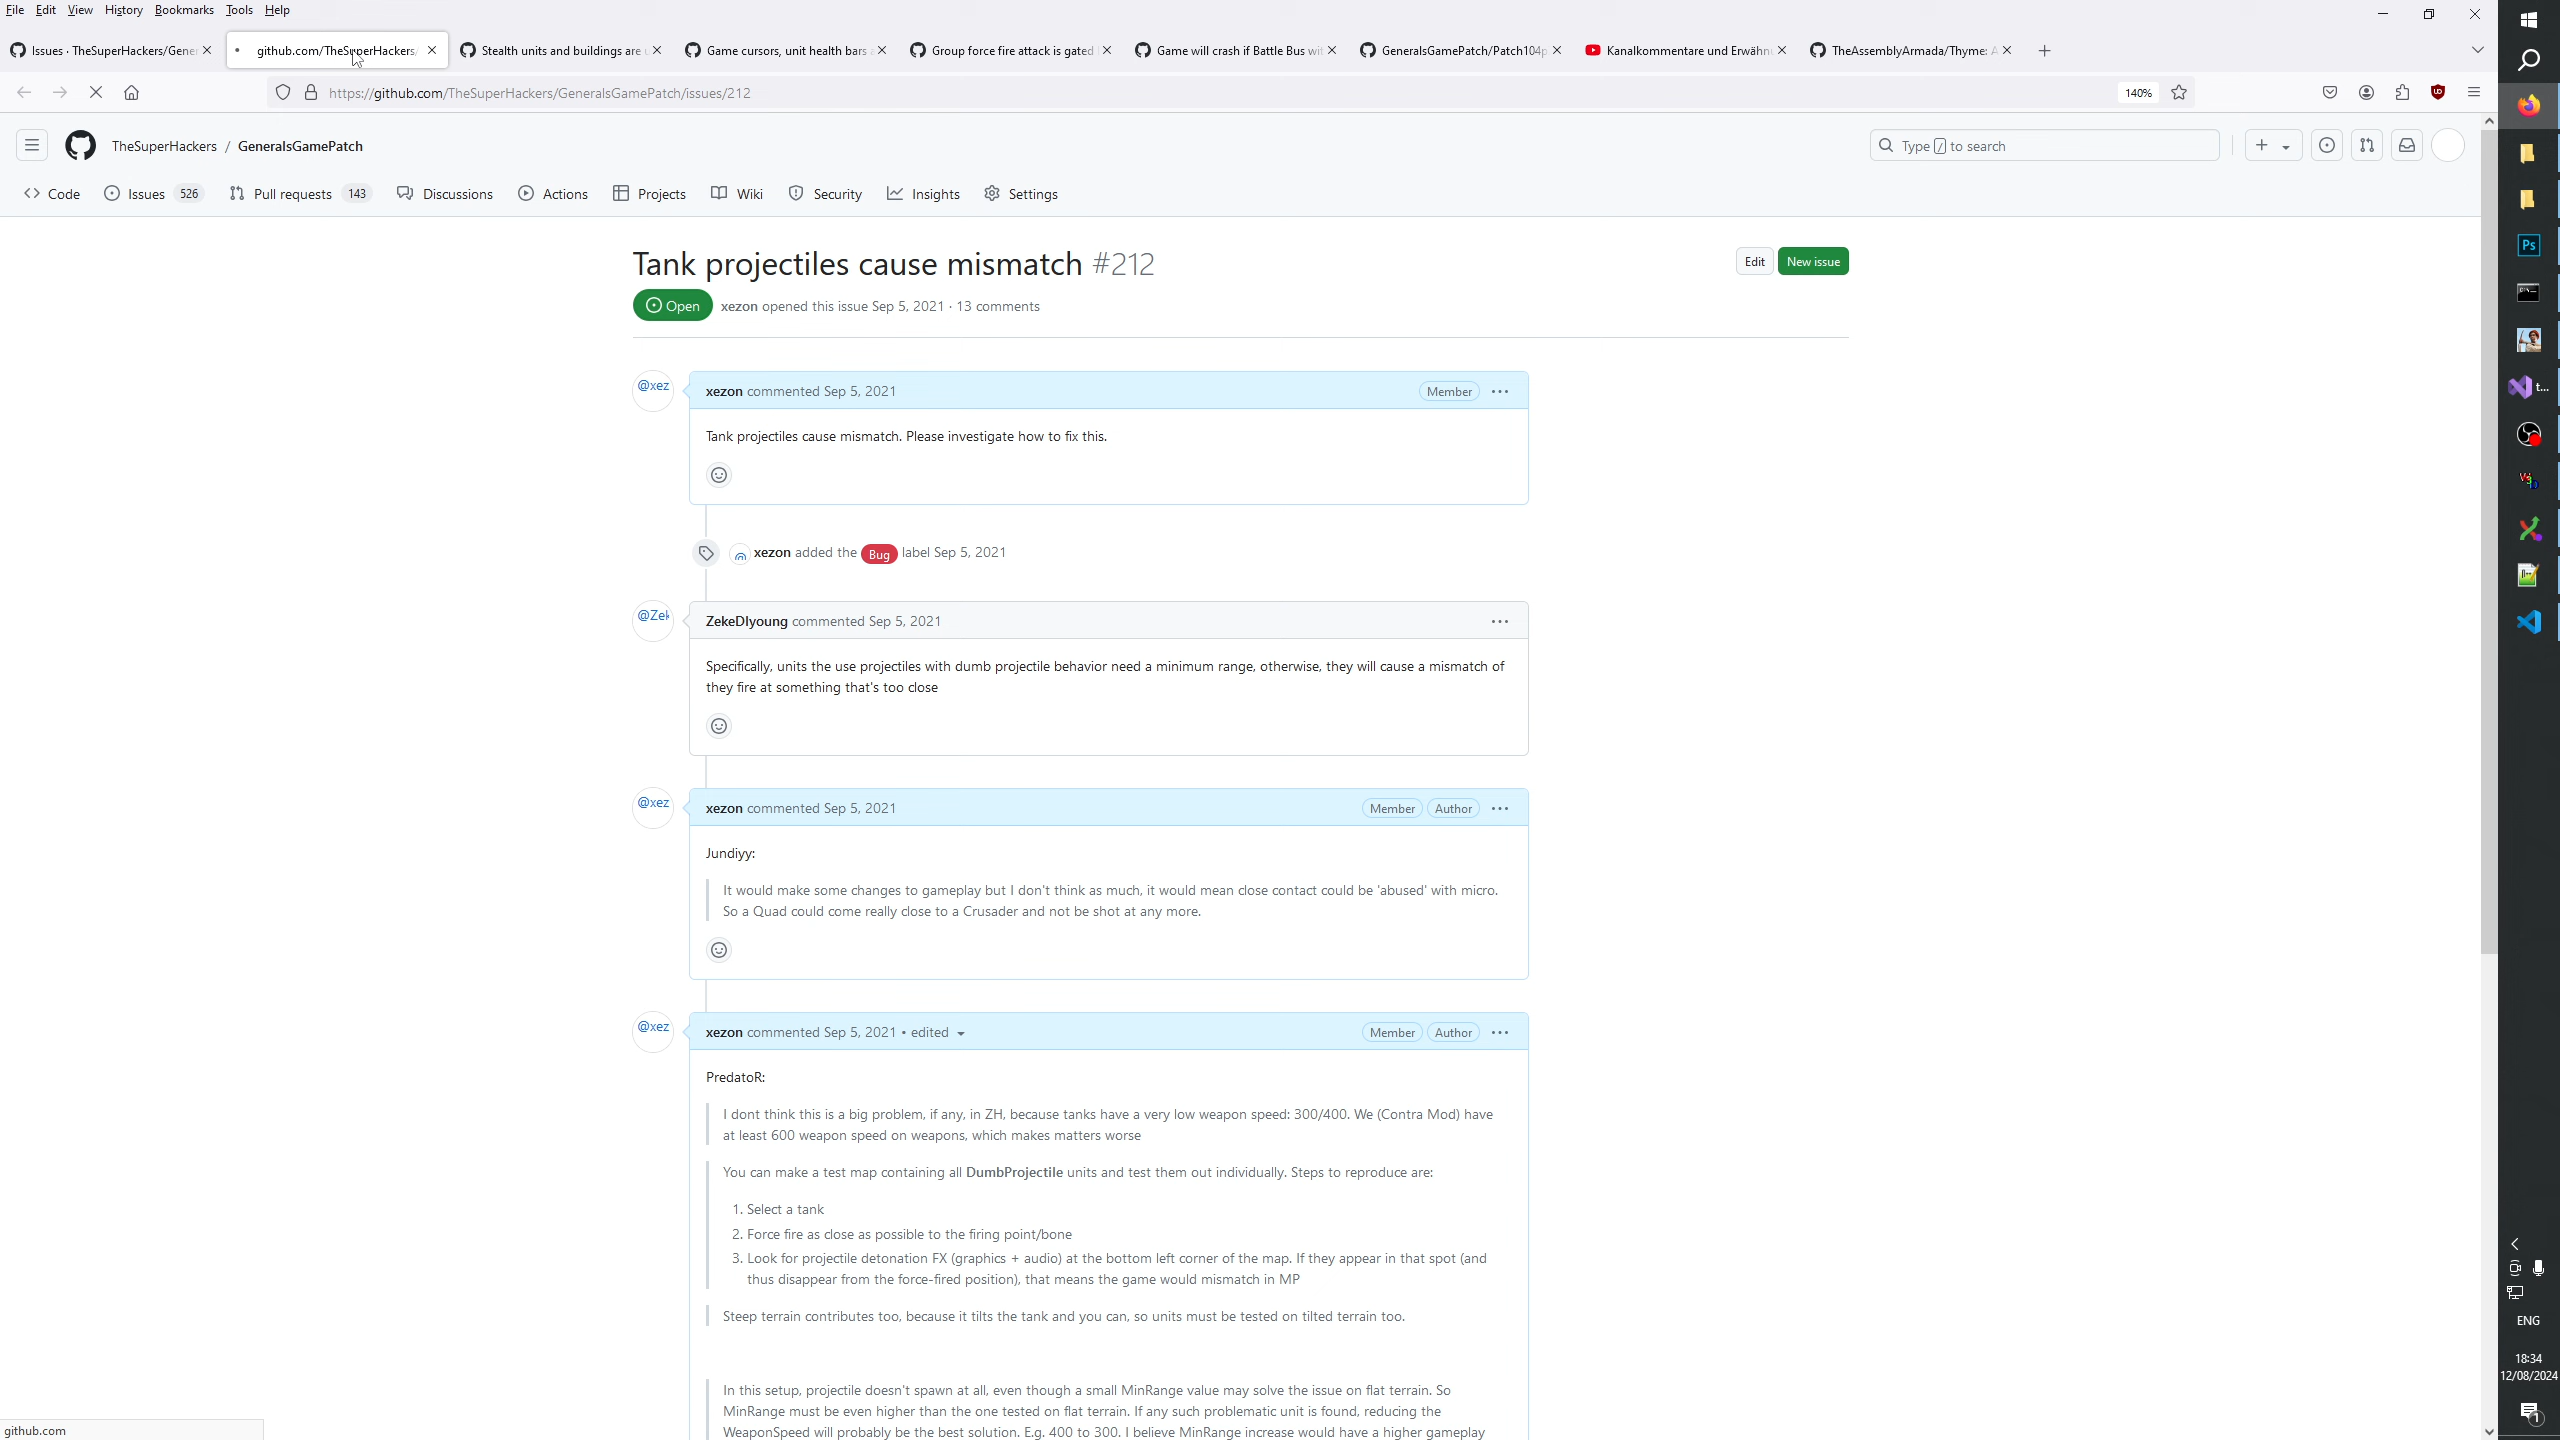 File Edit View History Bookmarks Tools Help
Issues · TheSuperHackers/Gener
github.com/TheSuperHackers/
Stealth units and buildings are u
Game cursors, unit health bars a
Group force fire attack is gated
Game will crash if Battle Bus wit
GeneralsGamePatch/Patch104p
Kanalkommentare und Erwähn
TheAssemblyArmada/Thyme: A
https://github.com/TheSuperHackers/GeneralsGamePatch/issues/212
140%
TheSuperHackers / GeneralsGamePatch
Type / to search
Code Issues 526 Pull requests 143 Discussions Actions Projects Wiki Security Insights Settings
Tank projectiles cause mismatch #212
Edit New issue
Open xezon opened this issue Sep 5, 2021 · 13 comments
@xez
xezon commented Sep 5, 2021 Member
Tank projectiles cause mismatch. Please investigate how to fix this.
xezon added the Bug label Sep 5, 2021
@Zek
ZekeDlyoung commented Sep 5, 2021
Specifically, units the use projectiles with dumb projectile behavior need a minimum range, otherwise, they will cause a mismatch of
they fire at something that's too close
@xez
xezon commented Sep 5, 2021 Member Author
Jundiyy:
It would make some changes to gameplay but I don't think as much, it would mean close contact could be 'abused' with micro.
So a Quad could come really close to a Crusader and not be shot at any more.
@xez
xezon commented Sep 5, 2021 • edited Member Author
PredatoR:
I dont think this is a big problem, if any, in ZH, because tanks have a very low weapon speed: 300/400. We (Contra Mod) have
at least 600 weapon speed on weapons, which makes matters worse
You can make a test map containing all DumbProjectile units and test them out individually. Steps to reproduce are:
1. Select a tank
2. Force fire as close as possible to the firing point/bone
3. Look for projectile detonation FX (graphics + audio) at the bottom left corner of the map. If they appear in that spot (and
thus disappear from the force-fired position), that means the game would mismatch in MP
Steep terrain contributes too, because it tilts the tank and you can, so units must be tested on tilted terrain too.
In this setup, projectile doesn't spawn at all, even though a small MinRange value may solve the issue on flat terrain. So
MinRange must be even higher than the one tested on flat terrain. If any such problematic unit is found, reducing the
WeaponSpeed will probably be the best solution. E.g. 400 to 300. I believe MinRange increase would have a higher gameplay
github.com
Ps
t...
ENG
18:34
12/08/2024
1